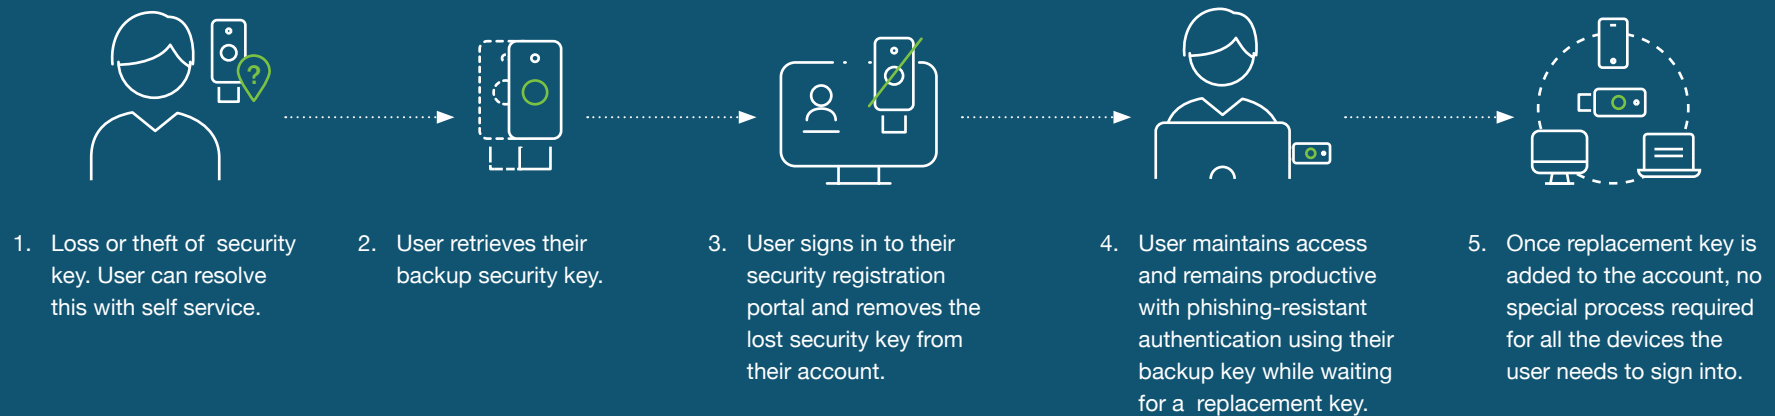 ?
1. Loss or theft of  security
key. User can resolve
this with self service.
2. User retrieves their
backup security key.
3. User signs in to their
security registration
portal and removes the
lost security key from
their account.
4. User maintains access
and remains productive
with phishing-resistant
authentication using their
backup key while waiting
for a  replacement key.
5. Once replacement key is
added to the account, no
special process required
for all the devices the
user needs to sign into.